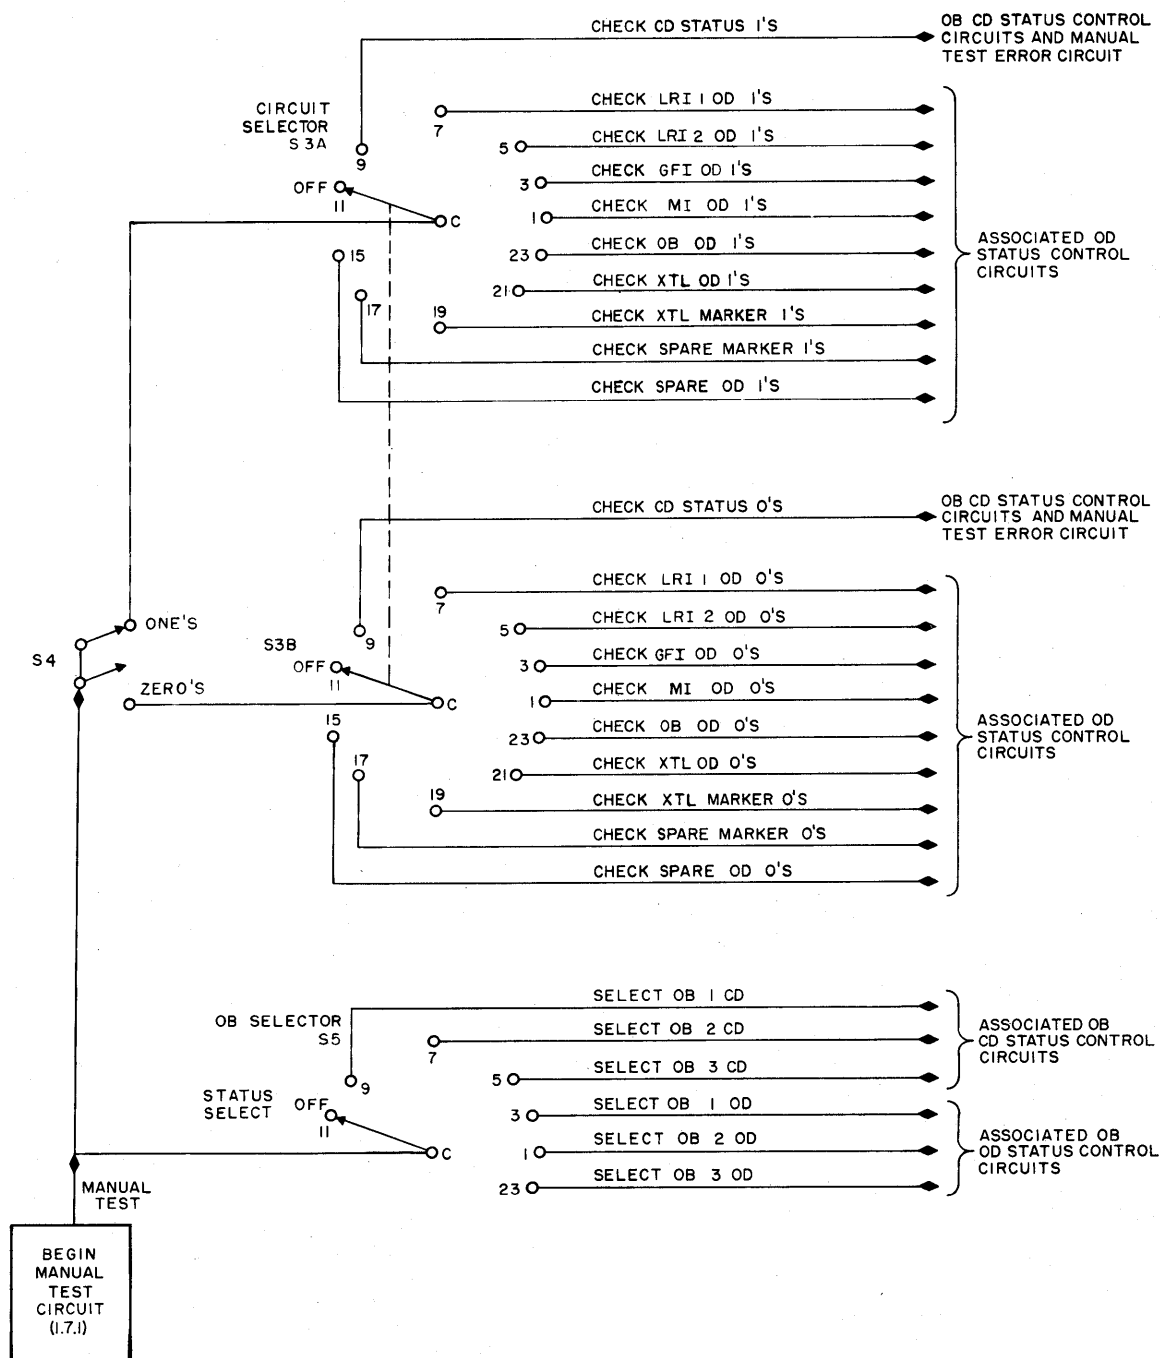 CHECK CD STATUS 1'S
OB CD STATUS CONTROL
CIRCUITS AND MANUAL
TEST ERROR CIRCUIT
CIRCUIT
SELECTOR
S3A
9
7
CHECK LRI 1 OD 1'S
5
CHECK LRI 2 OD 1'S
OFF
11
3
CHECK GFI OD 1'S
C
1
CHECK MI OD 1'S
15
23
CHECK OB OD 1'S
ASSOCIATED OD
STATUS CONTROL
CIRCUITS
21
CHECK XTL OD 1'S
17
19
CHECK XTL MARKER 1'S
CHECK SPARE MARKER 1'S
CHECK SPARE OD 1'S
CHECK CD STATUS 0'S
OB CD STATUS CONTROL
CIRCUITS AND MANUAL
TEST ERROR CIRCUIT
7
CHECK LRI 1 OD 0'S
ONE'S
S4
ZERO'S
S3B
9
5
CHECK LRI 2 OD 0'S
OFF
11
3
CHECK GFI OD 0'S
C
1
CHECK MI OD 0'S
15
23
CHECK OB OD 0'S
ASSOCIATED OD
STATUS CONTROL
CIRCUITS
17
21
CHECK XTL OD 0'S
19
CHECK XTL MARKER 0'S
CHECK SPARE MARKER 0'S
CHECK SPARE OD 0'S
OB SELECTOR
S5
SELECT OB 1 CD
7
SELECT OB 2 CD
ASSOCIATED OB
CD STATUS CONTROL
CIRCUITS
9
5
SELECT OB 3 CD
STATUS
SELECT
OFF
11
3
SELECT OB 1 OD
C
1
SELECT OB 2 OD
ASSOCIATED OB
OD STATUS CONTROL
CIRCUITS
23
SELECT OB 3 OD
MANUAL
TEST
BEGIN
MANUAL
TEST
CIRCUIT
(1.7.1)